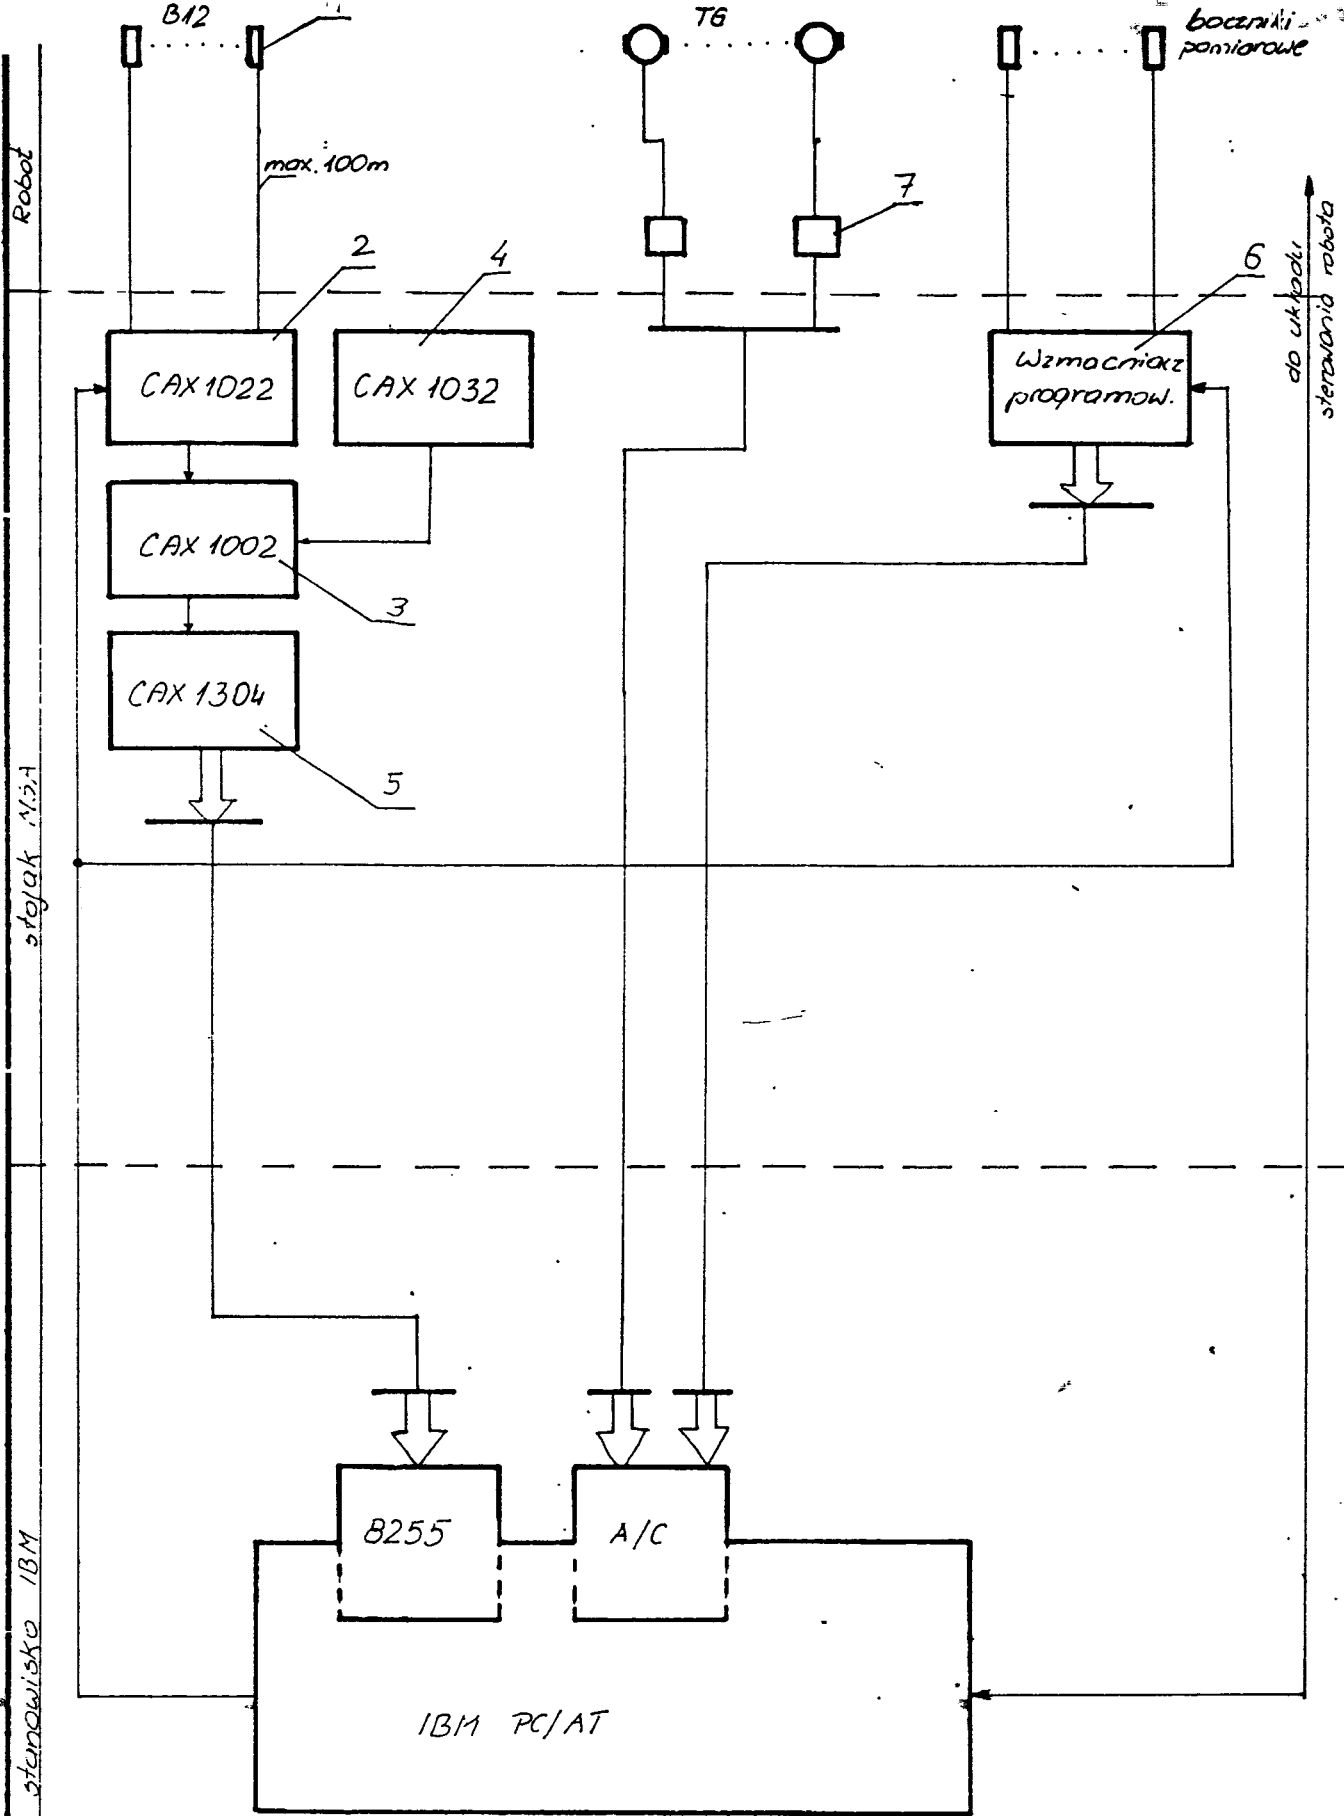 B12
1
TG
boczniki
pomiarowe
Robot
max. 100m
7
2
4
6
do układu
sterowania robota
CAX 1022
CAX 1032
Wzmacniacz
programow.
CAX 1002
3
CAX 1304
5
stojak
8255
A/C
stanowisko IBM
IBM PC/AT